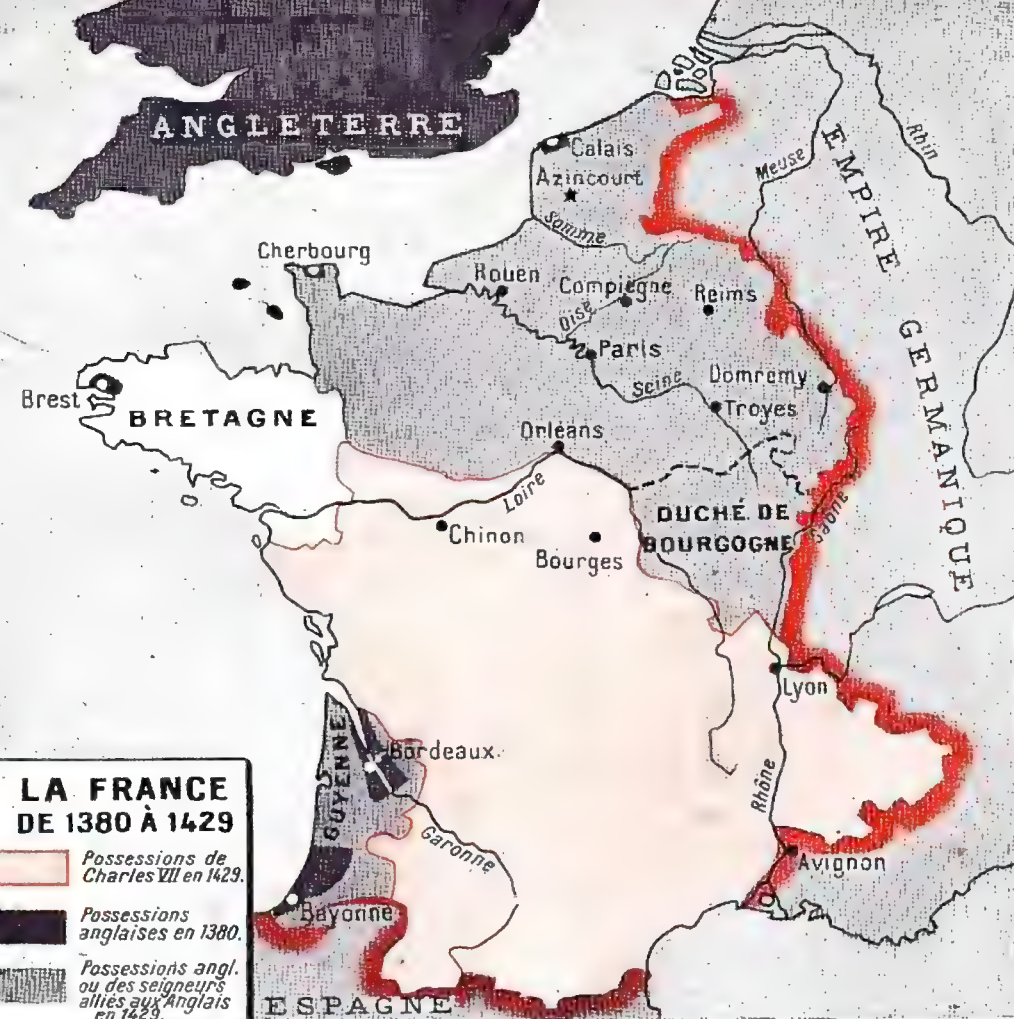 ANGLETERRE
Calais
Azincourt
Somme
Meuse
Rhin
EMPIRE
GERMANIQUE
Cherbourg
Rouen
Compiègne
Reims
Oise
Paris
Seine
Domremy
Troyes
Brest
BRETAGNE
Orléans
Loire
Chinon
Bourges
DUCHÉ DE
BOURGOGNE
Saône
Lyon
GUYENNE
Bordeaux
Garonne
Rhône
Avignon
Bayonne
ESPAGNE
LA FRANCE
DE 1380 À 1429
Possessions de
Charles VII en 1429.
Possessions
anglaises en 1380.
Possessions angl.
ou des seigneurs
alliés aux Anglais
en 1429.